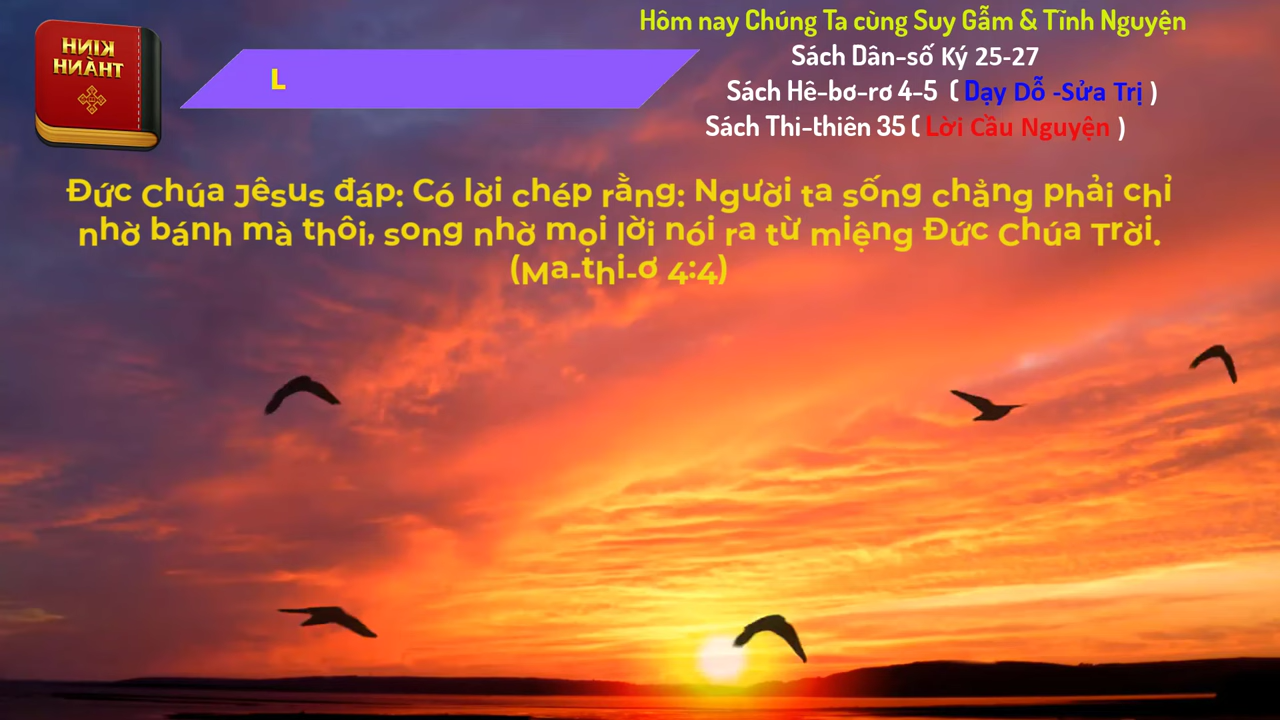 KINH
THÁNH
L
Hôm nay Chúng Ta cùng Suy Gẫm & Tĩnh Nguyện
Sách Dân-số Ký 25-27
Sách Hê-bơ-rơ 4-5 ( Dạy Dỗ -Sửa Trị )
Sách Thi-thiên 35 ( Lời Cầu Nguyện )
Đức Chúa Jêsus đáp: Có lời chép rằng: Người ta sống chẳng phải chỉ
nhờ bánh mà thôi, song nhờ mọi lời nói ra từ miệng Đức Chúa Trời.
(Ma-thi-ơ 4:4)